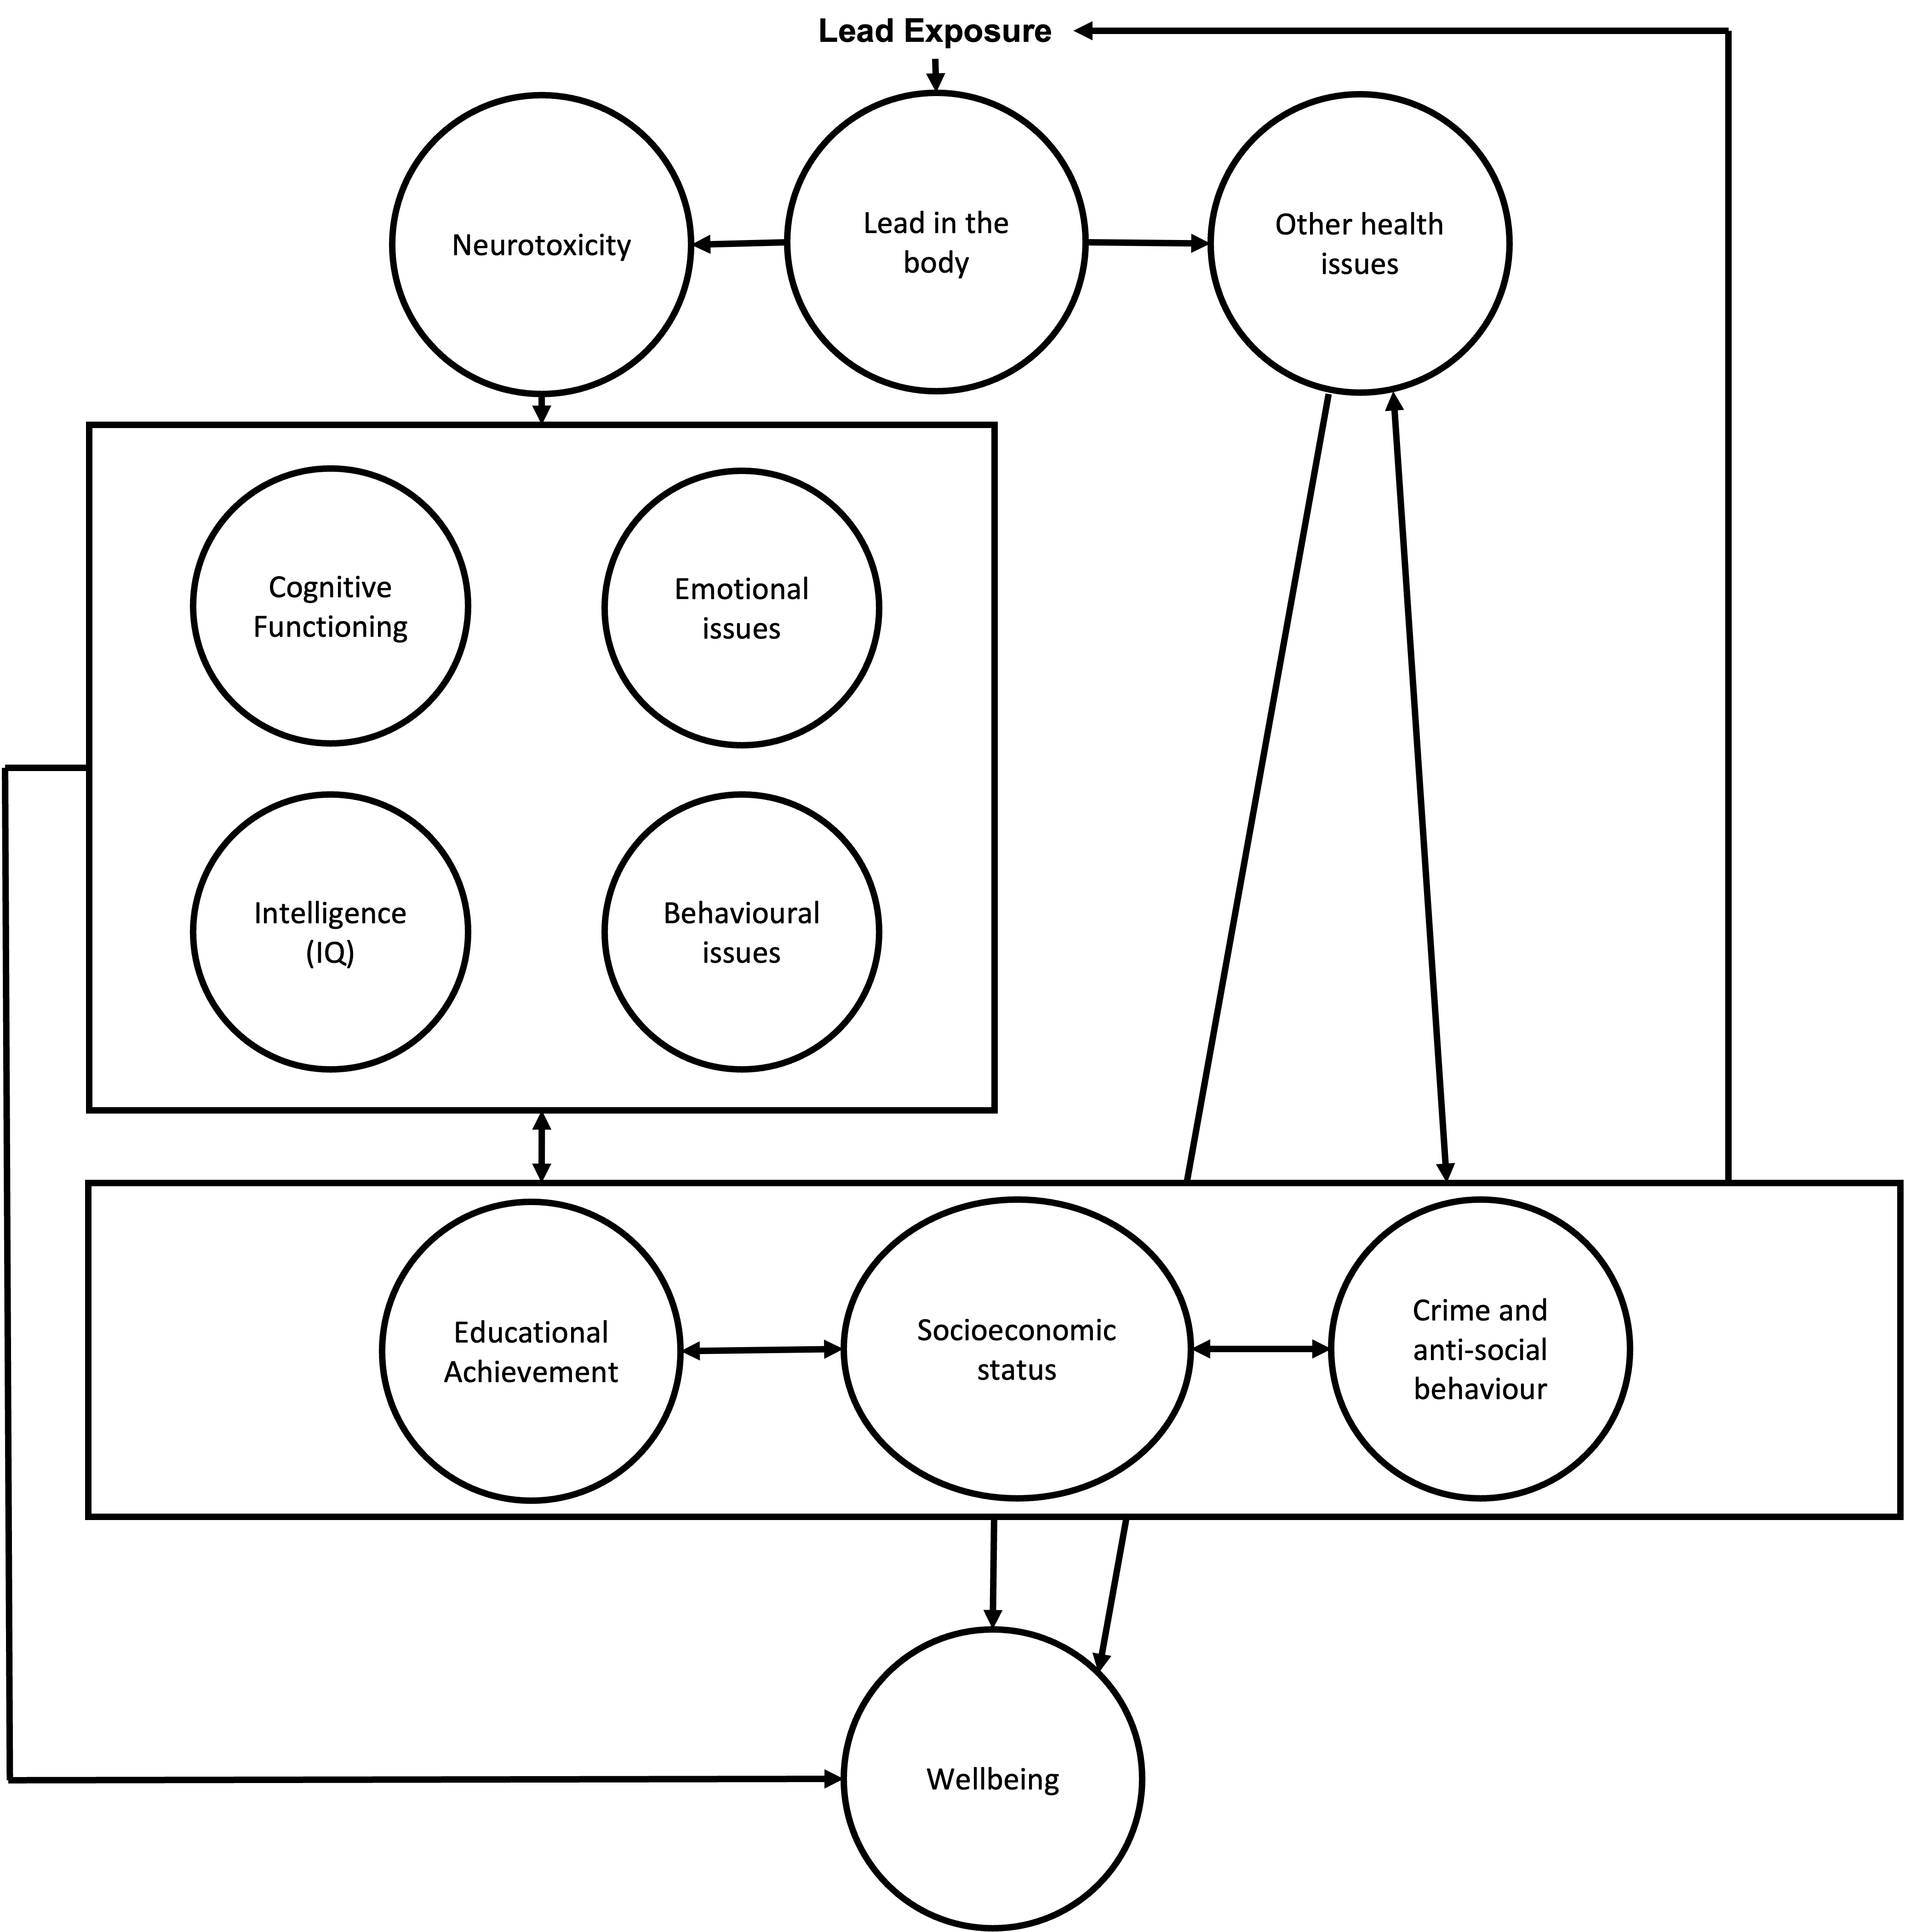 Lead Exposure
Neurotoxicity
Lead in the
body
Other health
issues
Cognitive
Functioning
Emotional
issues
Intelligence
(IQ)
Behavioural
issues
Educational
Achievement
Socioeconomic
status
Crime and
anti-social
behaviour
Wellbeing